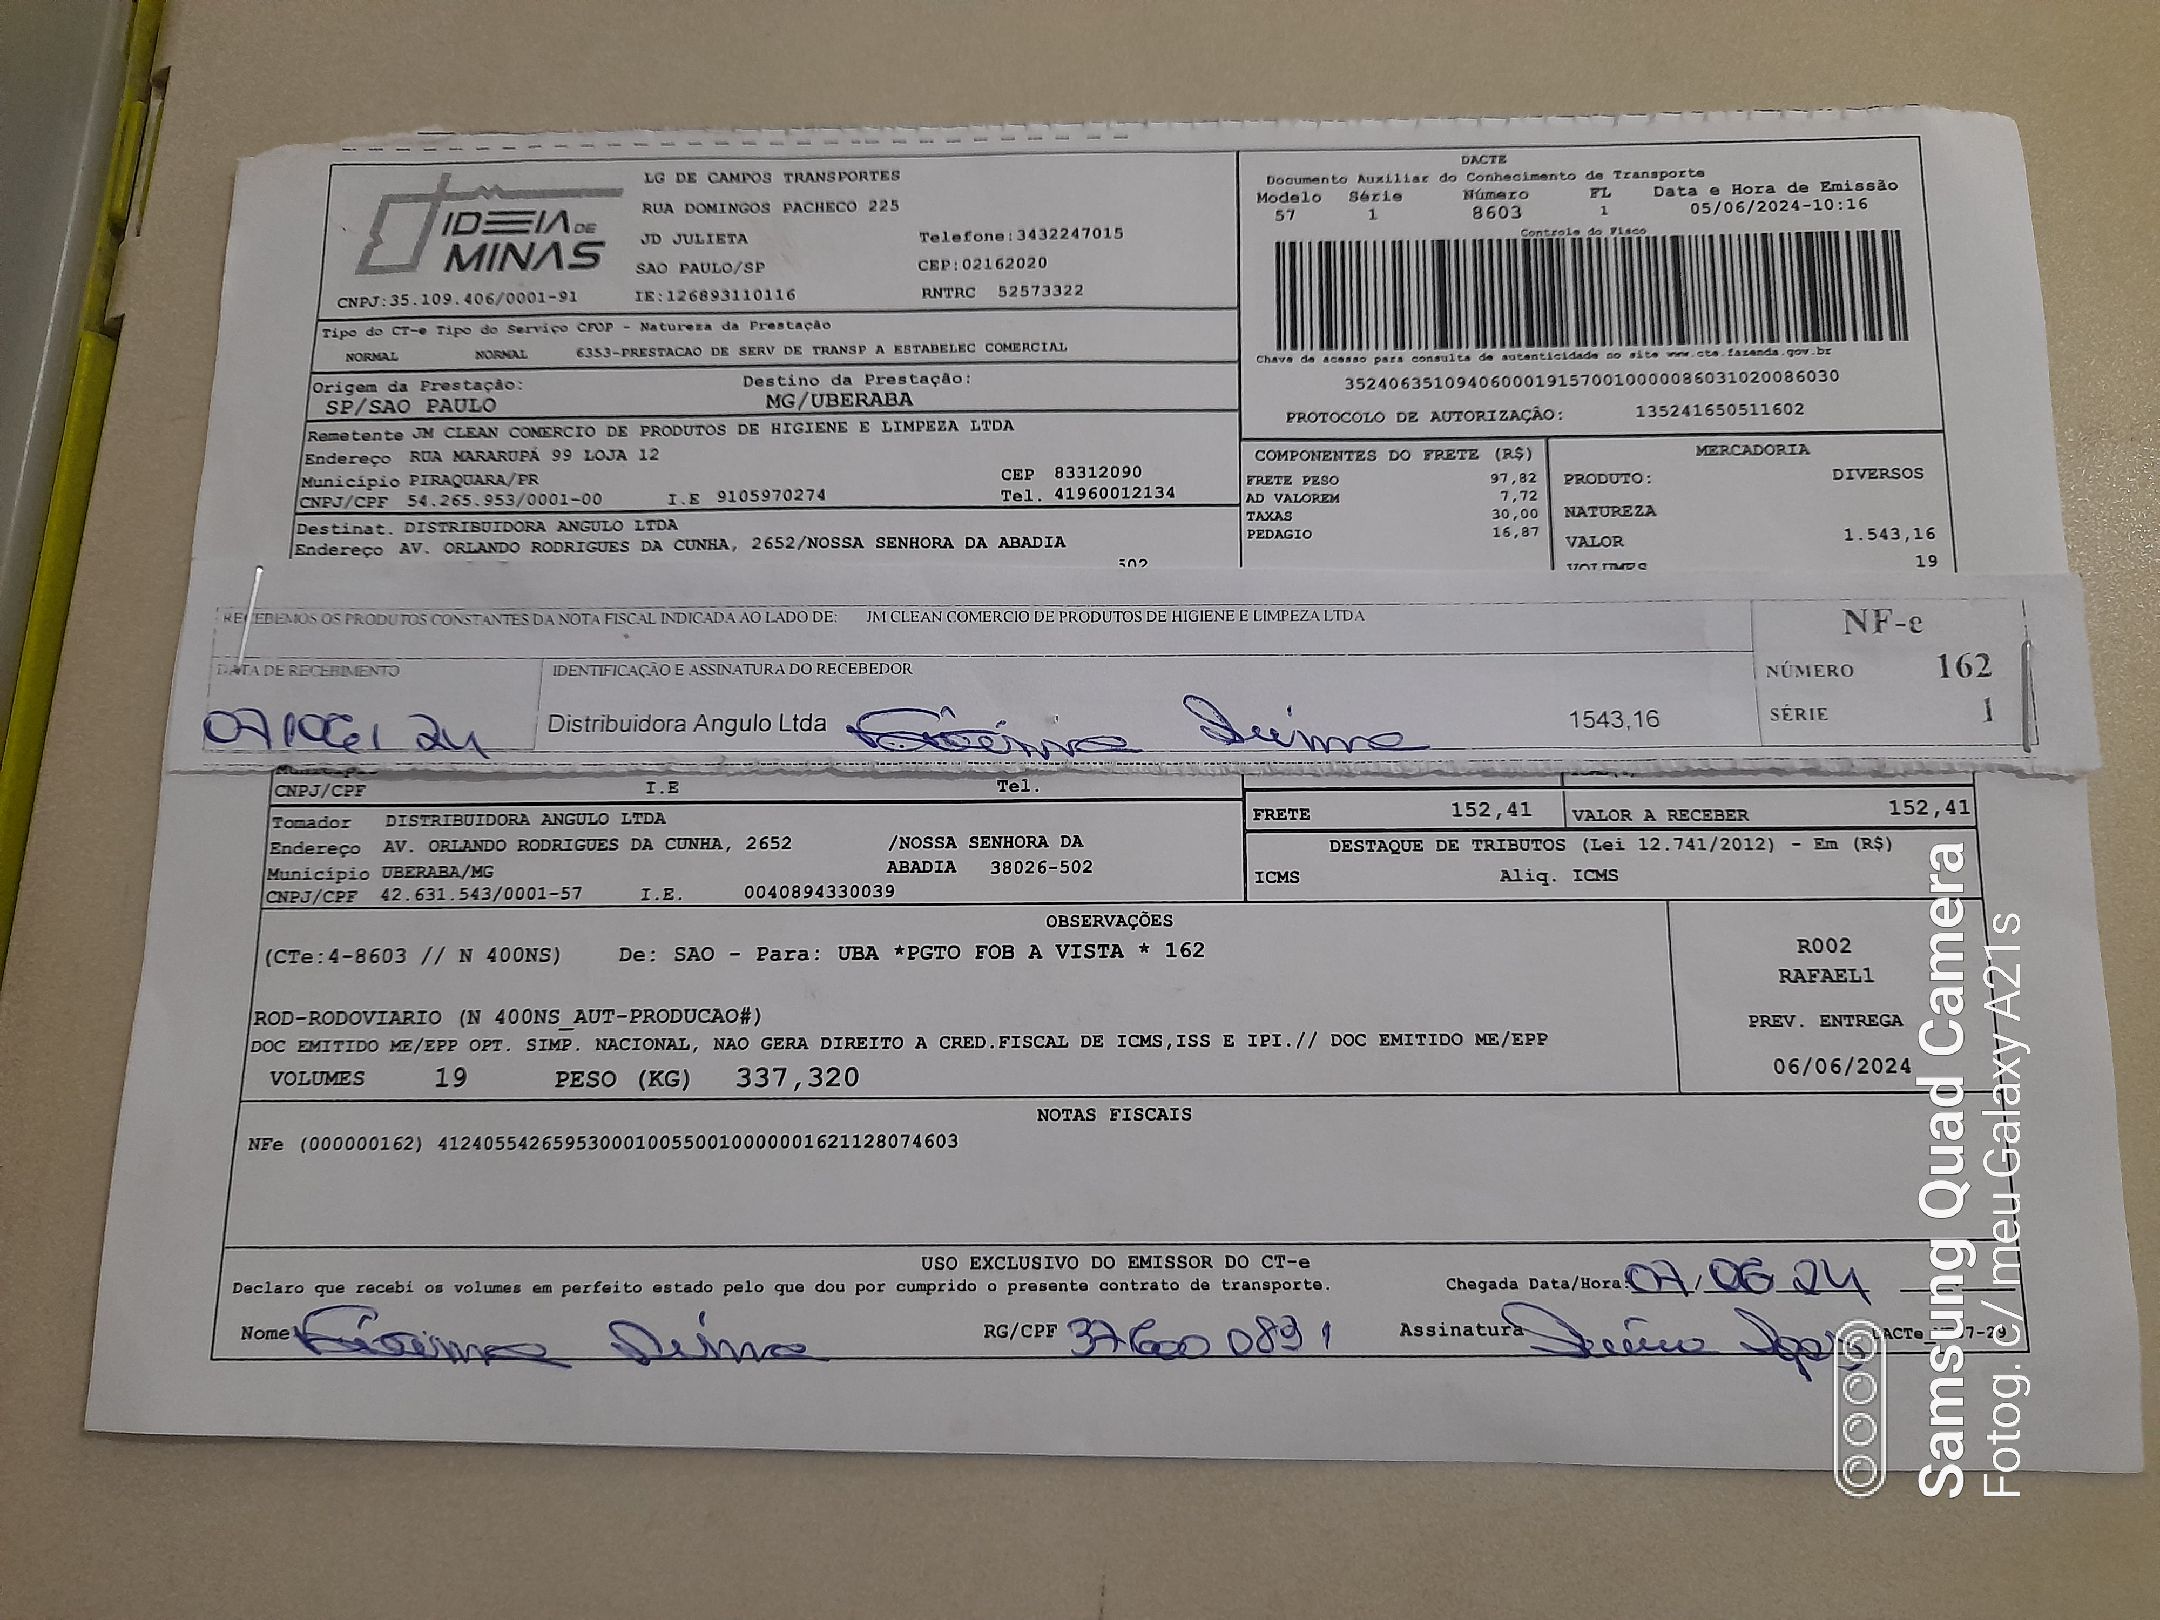 IDEIA DE MINAS
LG DE CAMPOS TRANSPORTES
RUA DOMINGOS PACHECO 225
JD JULIETA Telefone:3432247015
SAO PAULO/SP CEP:02162020
CNPJ:35.109.406/0001-91 IE:126893110116 RNTRC 52573322
DACTE
Documento Auxiliar do Conhecimento de Transporte
Modelo Série Número FL Data e Hora de Emissão
57 1 8603 1 05/06/2024-10:16
Controle do Fisco
Chave de acesso para consulta de autenticidade no site www.cte.fazenda.gov.br
35240635109406000191570010000086031020086030
PROTOCOLO DE AUTORIZAÇÃO: 135241650511602
Tipo do CT-e Tipo do Serviço CFOP - Natureza da Prestação
NORMAL NORMAL 6353-PRESTACAO DE SERV DE TRANSP A ESTABELEC COMERCIAL
Origem da Prestação: Destino da Prestação:
SP/SAO PAULO MG/UBERABA
Remetente JM CLEAN COMERCIO DE PRODUTOS DE HIGIENE E LIMPEZA LTDA
Endereço RUA MARARUPÁ 99 LOJA 12
Município PIRAQUARA/PR CEP 83312090
CNPJ/CPF 54.265.953/0001-00 I.E 9105970274 Tel. 41960012134
Destinat. DISTRIBUIDORA ANGULO LTDA
Endereço AV. ORLANDO RODRIGUES DA CUNHA, 2652/NOSSA SENHORA DA ABADIA
502
COMPONENTES DO FRETE (R$)
FRETE PESO 97,82
AD VALOREM 7,72
TAXAS 30,00
PEDAGIO 16,87
MERCADORIA
PRODUTO: DIVERSOS
NATUREZA
VALOR 1.543,16
VOLUMES 19
RECEBEMOS OS PRODUTOS CONSTANTES DA NOTA FISCAL INDICADA AO LADO DE: JM CLEAN COMERCIO DE PRODUTOS DE HIGIENE E LIMPEZA LTDA
NF-e
NÚMERO 162
SÉRIE 1
DATA DE RECEBIMENTO IDENTIFICAÇÃO E ASSINATURA DO RECEBEDOR
07/06/24 Distribuidora Angulo Ltda 1543,16
Município
CNPJ/CPF I.E Tel.
Tomador DISTRIBUIDORA ANGULO LTDA
Endereço AV. ORLANDO RODRIGUES DA CUNHA, 2652 /NOSSA SENHORA DA
Município UBERABA/MG ABADIA 38026-502
CNPJ/CPF 42.631.543/0001-57 I.E. 0040894330039
FRETE 152,41 VALOR A RECEBER 152,41
DESTAQUE DE TRIBUTOS (Lei 12.741/2012) - Em (R$)
ICMS Aliq. ICMS
OBSERVAÇÕES
(CTe:4-8603 // N 400NS) De: SAO - Para: UBA *PGTO FOB A VISTA * 162
ROD-RODOVIARIO (N 400NS_AUT-PRODUCAO#)
DOC EMITIDO ME/EPP OPT. SIMP. NACIONAL, NAO GERA DIREITO A CRED.FISCAL DE ICMS,ISS E IPI.// DOC EMITIDO ME/EPP
VOLUMES 19 PESO (KG) 337,320
R002
RAFAEL1
PREV. ENTREGA
06/06/2024
NOTAS FISCAIS
NFe (000000162) 41240554265953000100550010000001621128074603
USO EXCLUSIVO DO EMISSOR DO CT-e
Declaro que recebi os volumes em perfeito estado pelo que dou por cumprido o presente contrato de transporte. Chegada Data/Hora: 07/06 24
Nome RG/CPF Assinatura
Samsung Quad Camera
Fotog. c/ meu Galaxy A21s